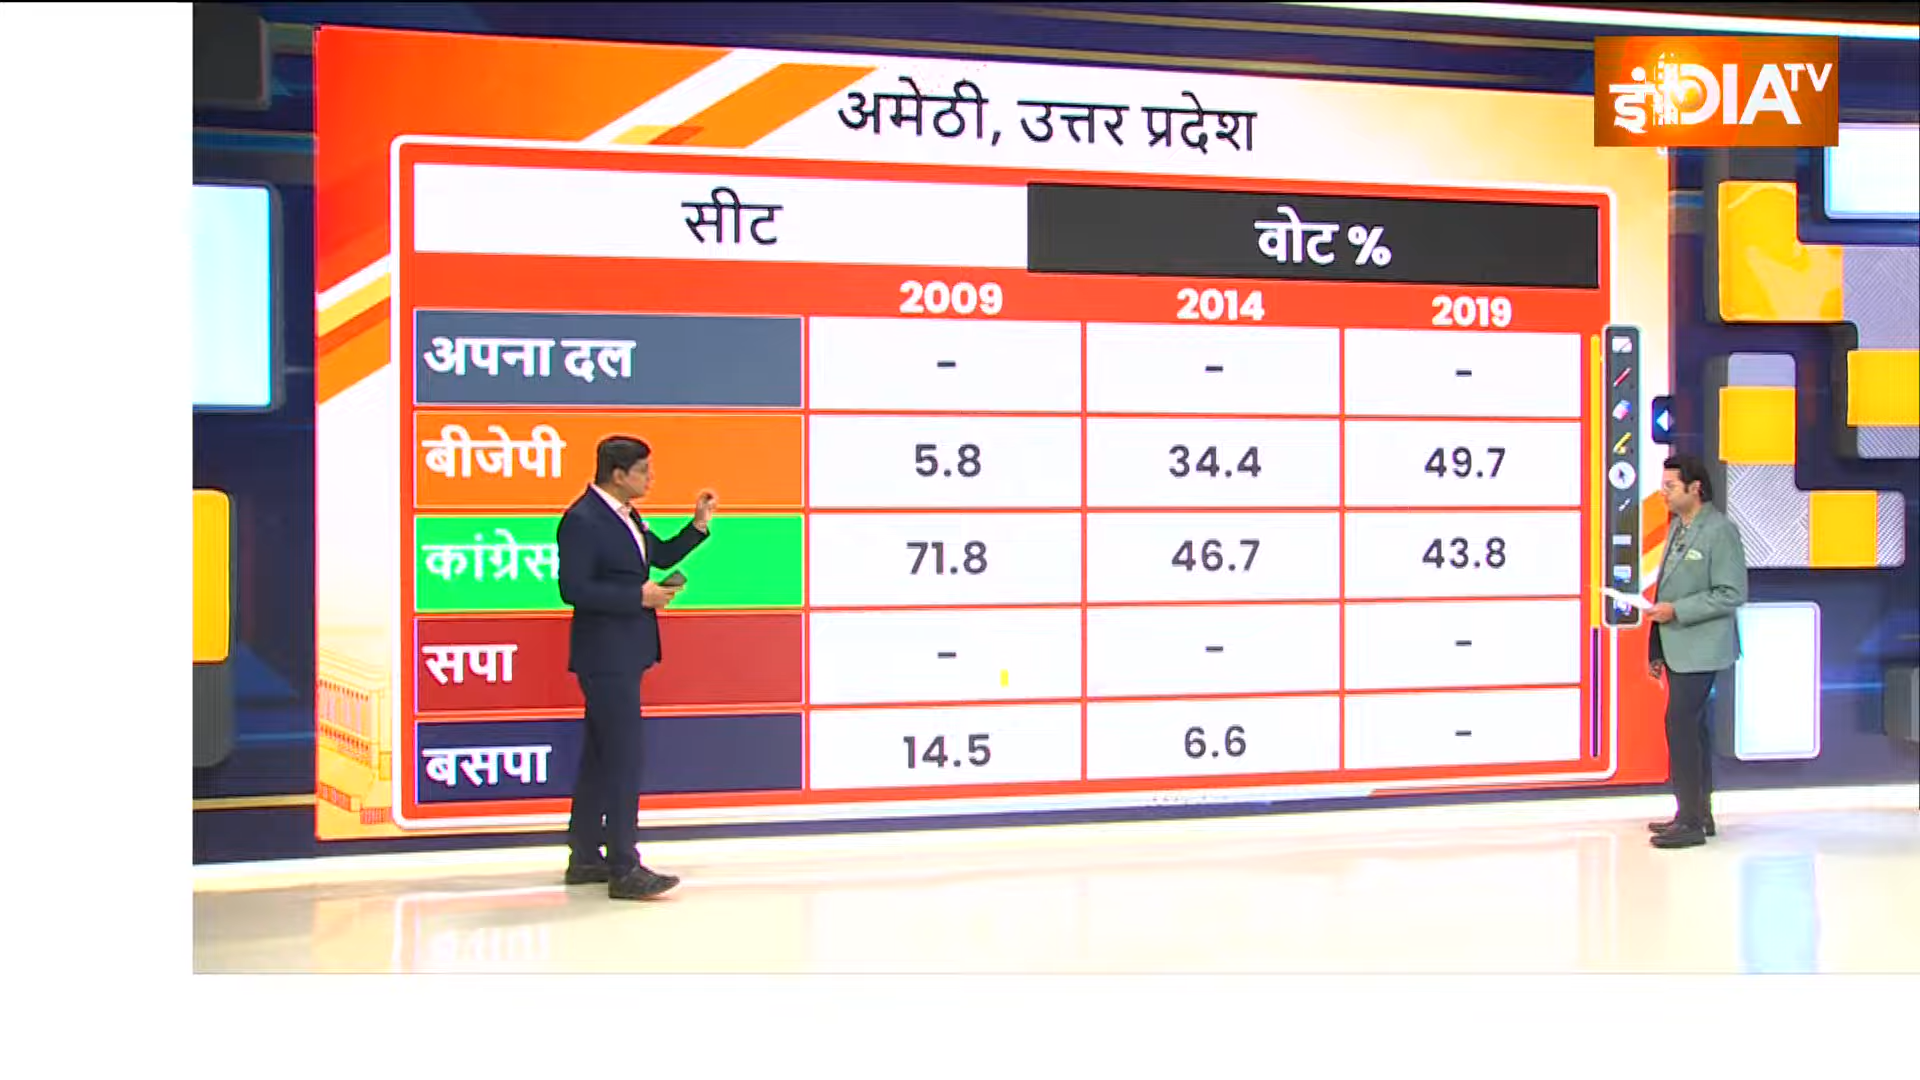 इंDIA TV
अमेठी, उत्तर प्रदेश
सीट वोट %
2009 2014 2019
अपना दल - - -
बीजेपी 5.8 34.4 49.7
कांग्रेस 71.8 46.7 43.8
सपा - - -
बसपा 14.5 6.6 -